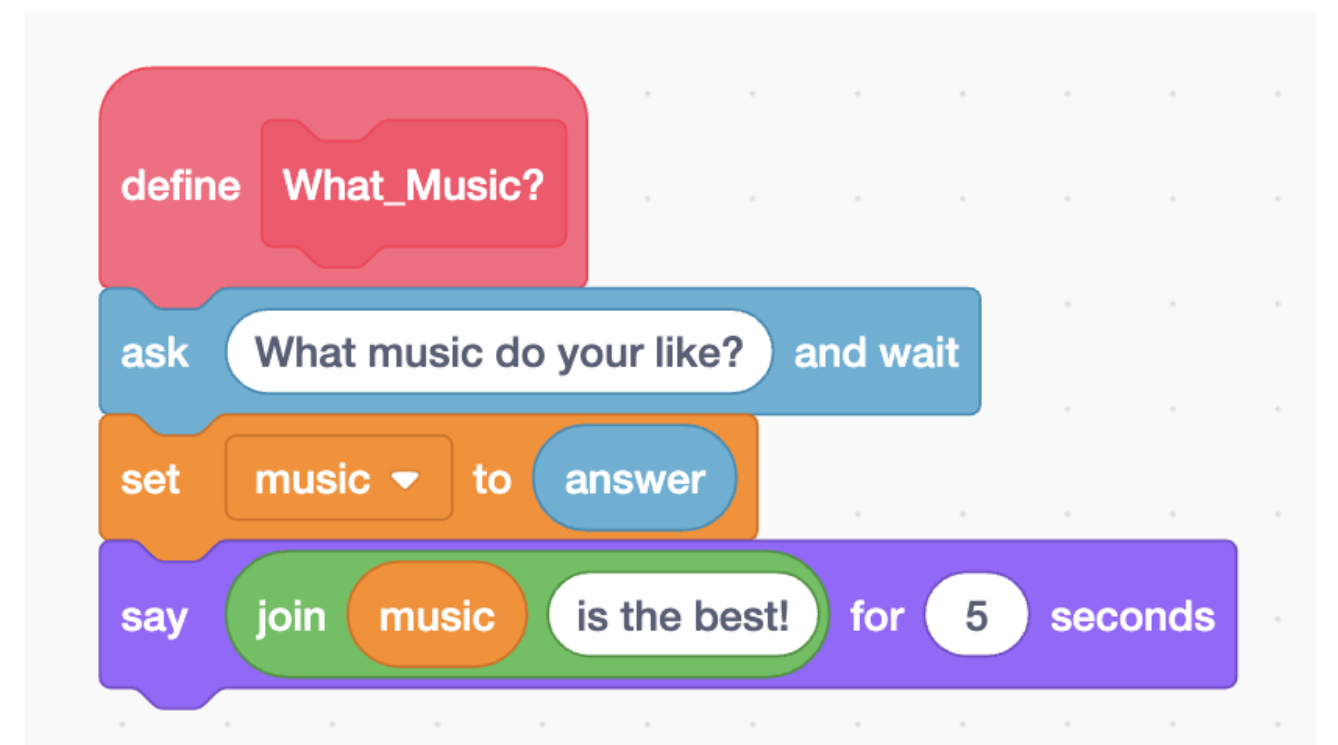 define What_Music?
ask What music do your like? and wait
set music to answer
say join music is the best! for 5 seconds